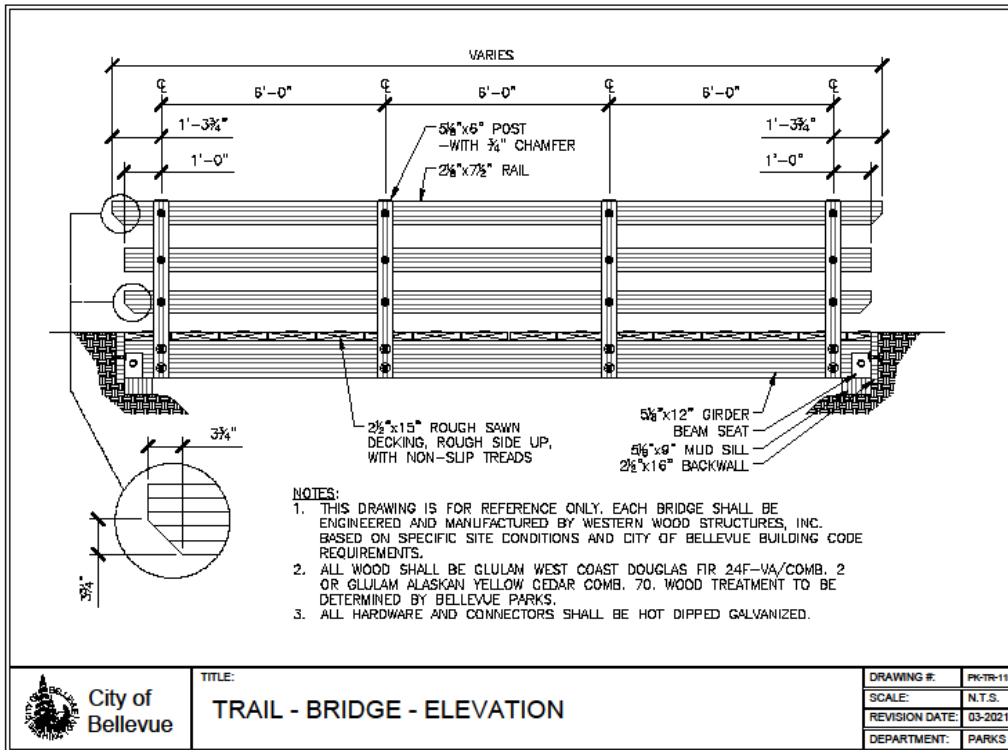 VARIES
℄ 6'-0" ℄ 6'-0" ℄ 6'-0" ℄
1'-3¾"
1'-0"
5⅛"x6" POST
-WITH ¾" CHAMFER
2⅛"x7½" RAIL
1'-3¾"
1'-0"
2½"x15" ROUGH SAWN
DECKING, ROUGH SIDE UP,
WITH NON-SLIP TREADS
5⅛"x12" GIRDER
BEAM SEAT
5⅛"x9" MUD SILL
2½"x16" BACKWALL
3¾"
3¾"
NOTES:
1. THIS DRAWING IS FOR REFERENCE ONLY. EACH BRIDGE SHALL BE
ENGINEERED AND MANUFACTURED BY WESTERN WOOD STRUCTURES, INC.
BASED ON SPECIFIC SITE CONDITIONS AND CITY OF BELLEVUE BUILDING CODE
REQUIREMENTS.
2. ALL WOOD SHALL BE GLULAM WEST COAST DOUGLAS FIR 24F-VA/COMB. 2
OR GLULAM ALASKAN YELLOW CEDAR COMB. 70. WOOD TREATMENT TO BE
DETERMINED BY BELLEVUE PARKS.
3. ALL HARDWARE AND CONNECTORS SHALL BE HOT DIPPED GALVANIZED.
City of
Bellevue
TITLE:
TRAIL - BRIDGE - ELEVATION
DRAWING #: PK-TR-11
SCALE: N.T.S.
REVISION DATE: 03-2021
DEPARTMENT: PARKS